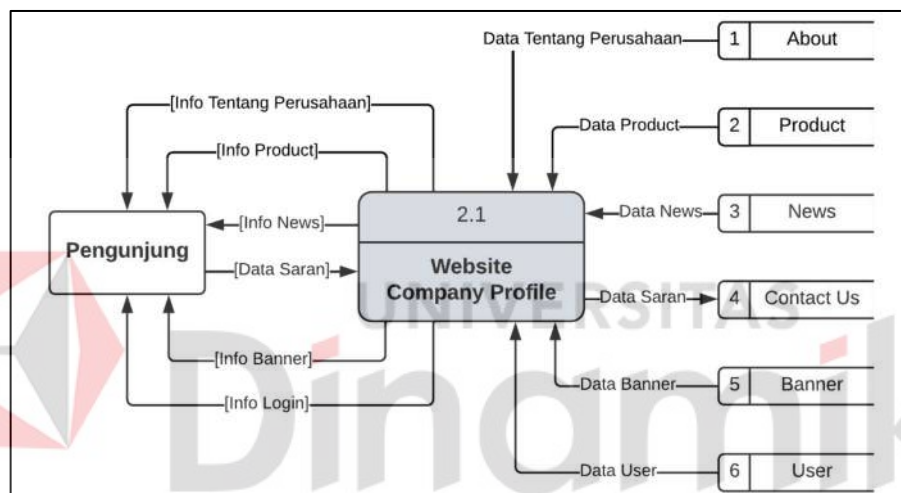 Data Tentang Perusahaan
1 About
[Info Tentang Perusahaan]
Data Product
2 Product
[Info Product]
2.1
Data News
3 News
[Info News]
Pengunjung
Website
Company Profile
[Data Saran]
Data Saran
4 Contact Us
UNIVERSITAS
[Info Banner]
Data Banner
5 Banner
Dinamik
[Info Login]
Data User
6 User